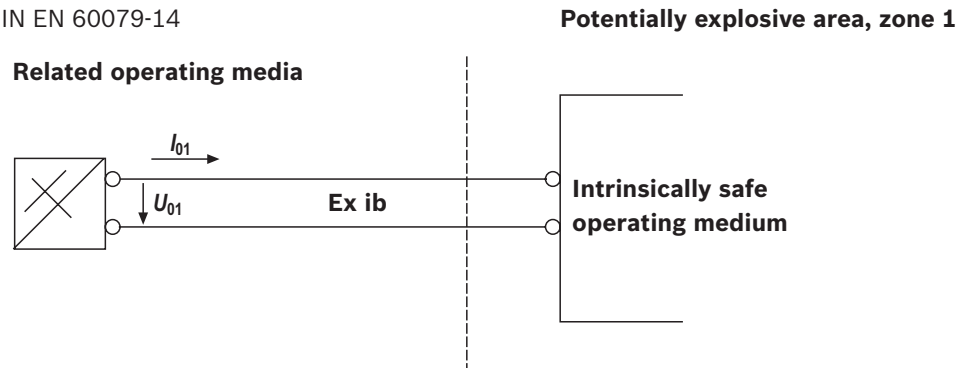 IN EN 60079-14
Potentially explosive area, zone 1
Related operating media
I01
U01
Ex ib
Intrinsically safe
operating medium